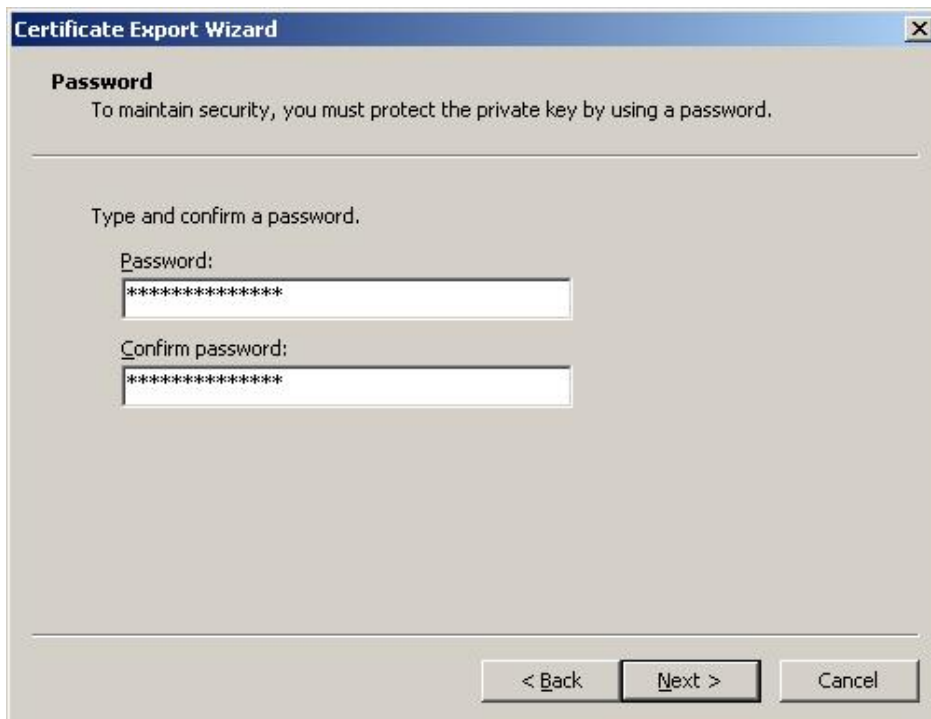 Certificate Export Wizard
Password
To maintain security, you must protect the private key by using a password.
Type and confirm a password.
Password:
**************
Confirm password:
**************
< Back Next > Cancel